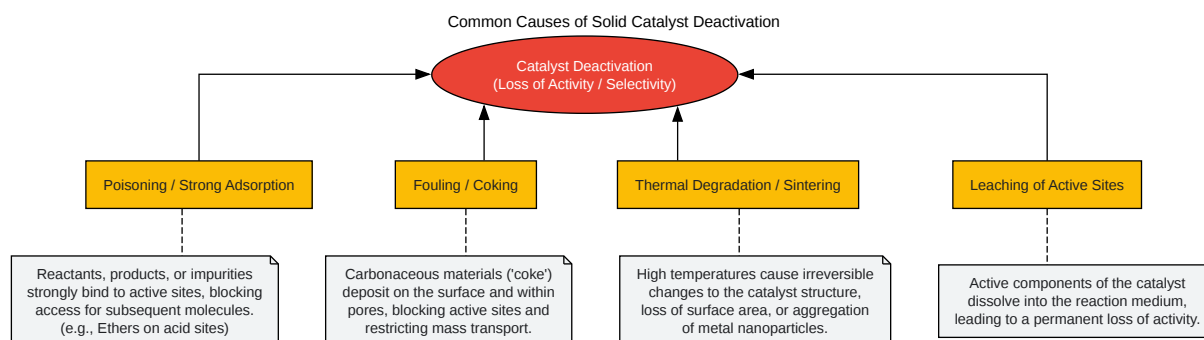 Common Causes of Solid Catalyst Deactivation
Catalyst Deactivation
(Loss of Activity / Selectivity)
Poisoning / Strong Adsorption
Fouling / Coking
Thermal Degradation / Sintering
Leaching of Active Sites
Reactants, products, or impurities
strongly bind to active sites, blocking
access for subsequent molecules.
(e.g., Ethers on acid sites)
Carbonaceous materials ('coke')
deposit on the surface and within
pores, blocking active sites and
restricting mass transport.
High temperatures cause irreversible
changes to the catalyst structure,
loss of surface area, or aggregation
of metal nanoparticles.
Active components of the catalyst
dissolve into the reaction medium,
leading to a permanent loss of activity.